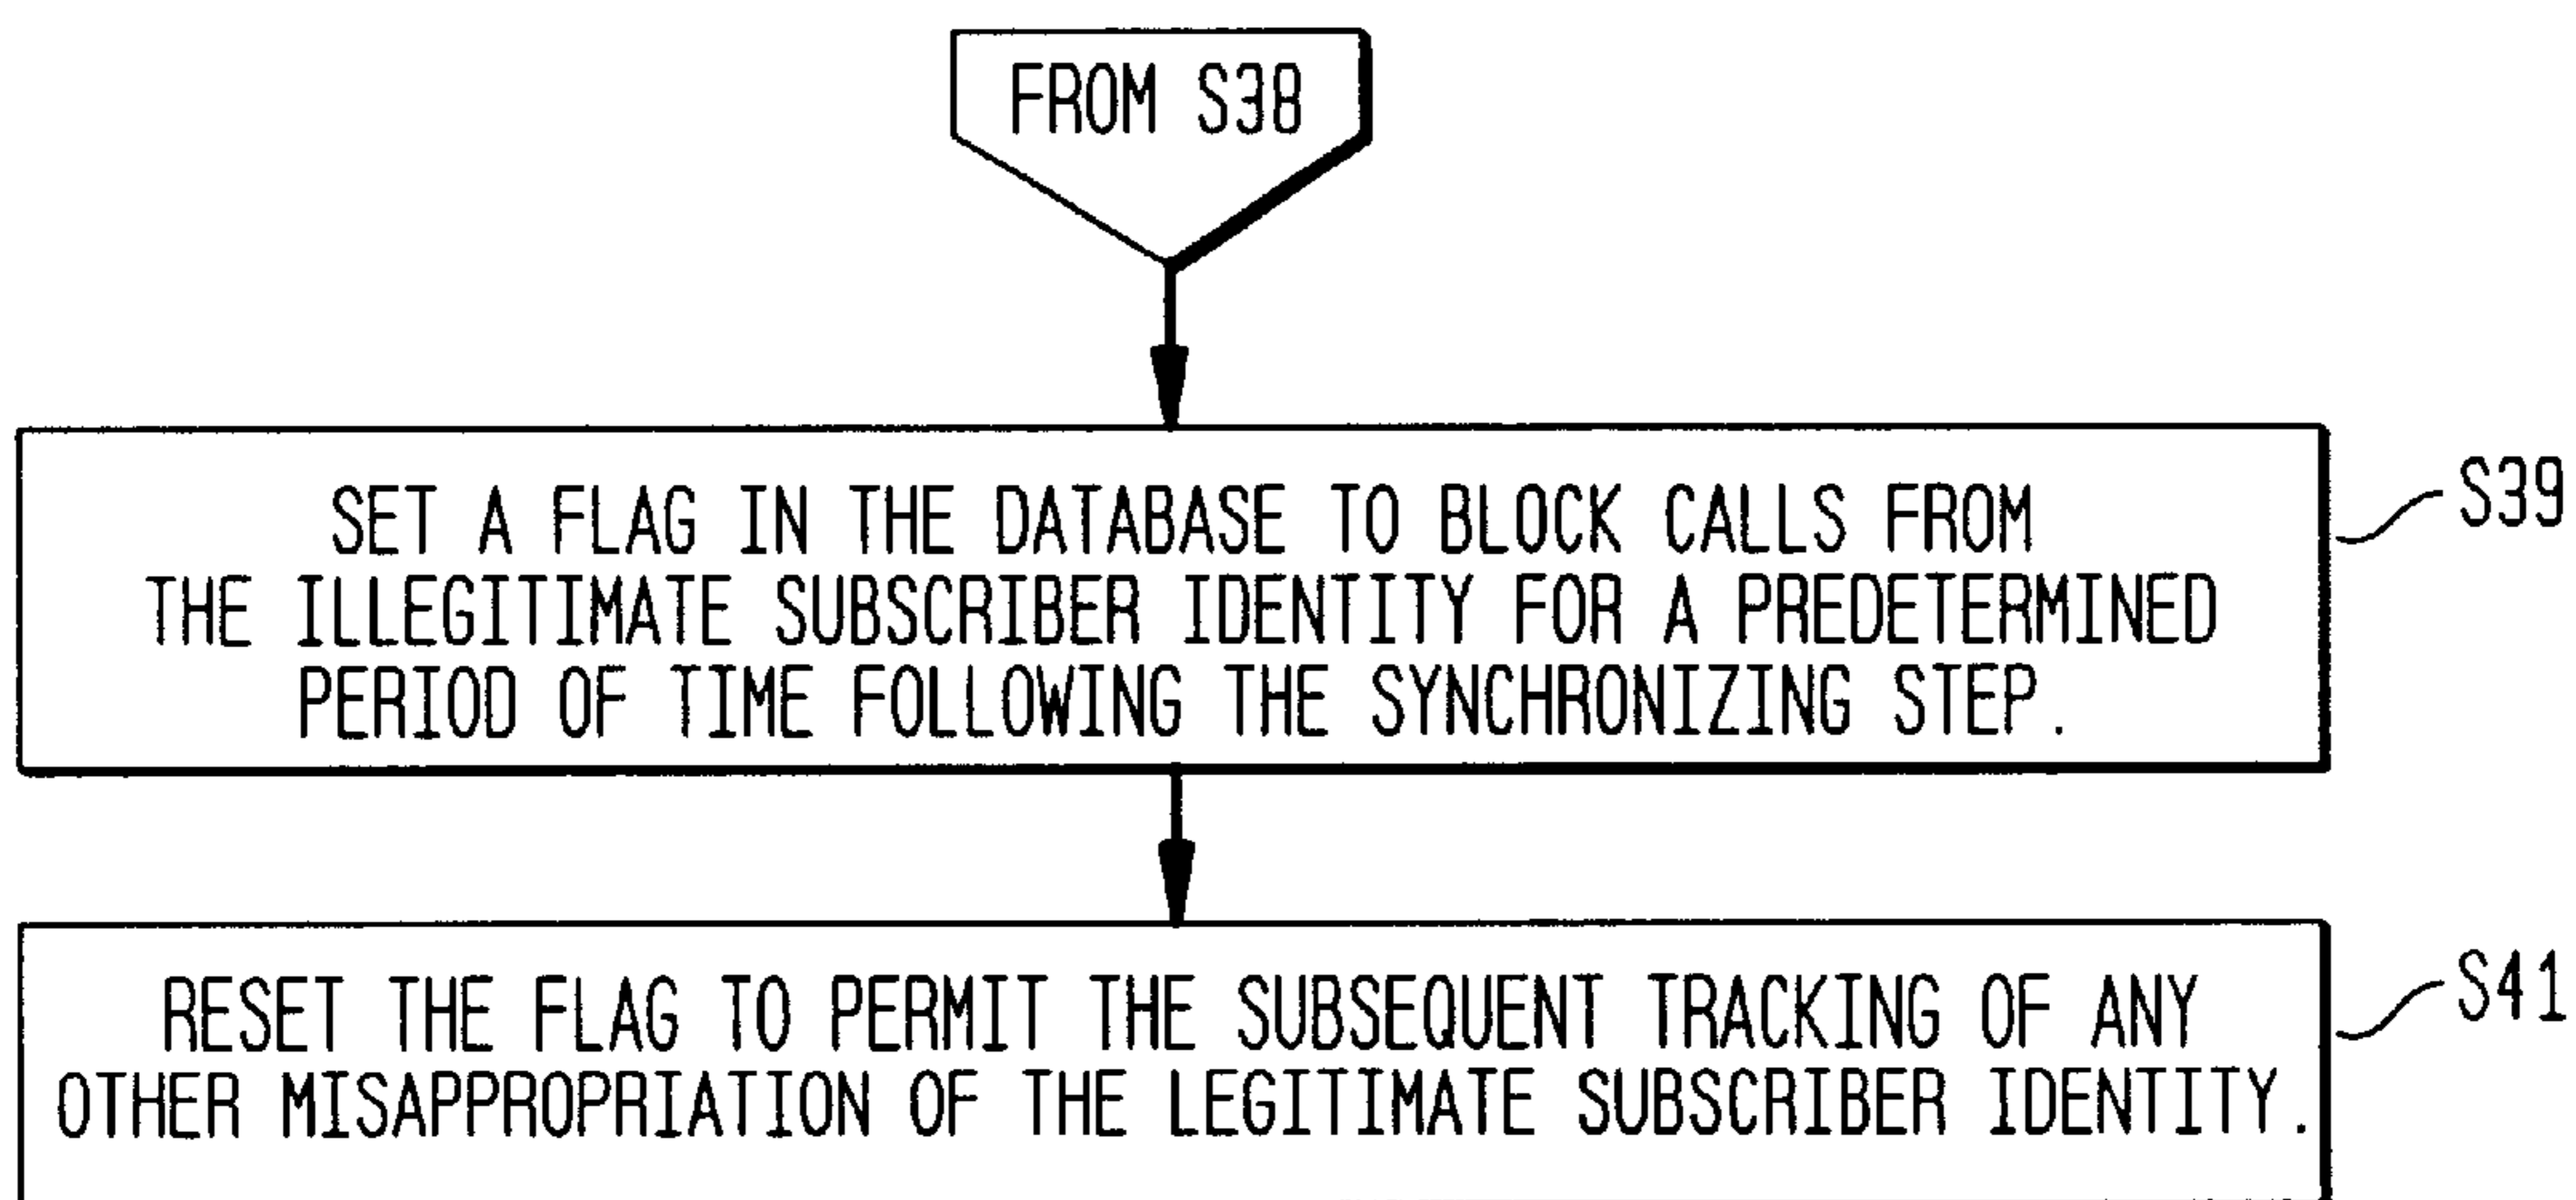 FROM S38
SET A FLAG IN THE DATABASE TO BLOCK CALLS FROM
THE ILLEGITIMATE SUBSCRIBER IDENTITY FOR A PREDETERMINED
PERIOD OF TIME FOLLOWING THE SYNCHRONIZING STEP.
S39
RESET THE FLAG TO PERMIT THE SUBSEQUENT TRACKING OF ANY
OTHER MISAPPROPRIATION OF THE LEGITIMATE SUBSCRIBER IDENTITY.
S41